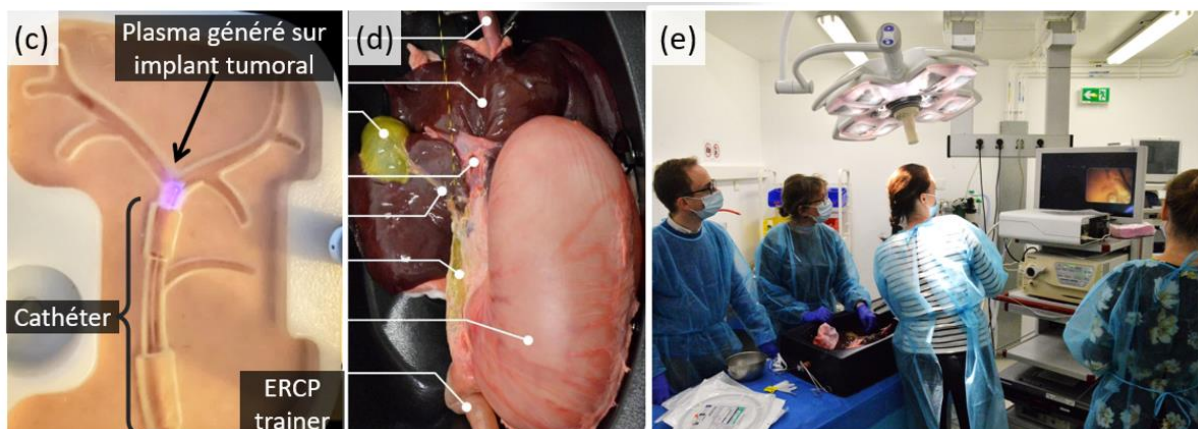 (c)
Plasma généré sur
implant tumoral
Cathéter
ERCP
trainer
(d)
(e)